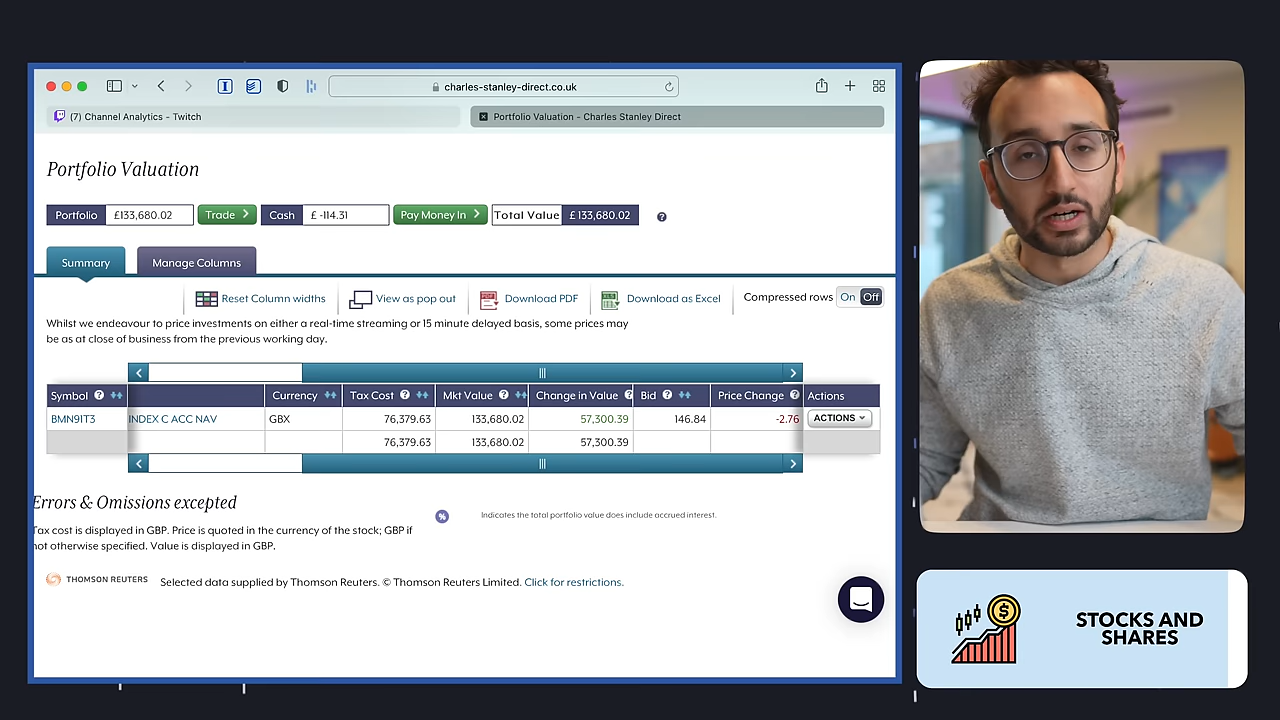 charles-stanley-direct.co.uk
(7) Channel Analytics - Twitch
Portfolio Valuation - Charles Stanley Direct
Portfolio Valuation
Portfolio £133,680.02 Trade Cash £ -114.31 Pay Money In Total Value £133,680.02
Summary Manage Columns
Reset Column widths View as pop out Download PDF Download as Excel Compressed rows On Off
Whilst we endeavour to price investments on either a real-time streaming or 15 minute delayed basis, some prices may
be as at close of business from the previous working day.
Symbol Currency Tax Cost Mkt Value Change in Value Bid Price Change Actions
BMN91T3 INDEX C ACC NAV GBX 76,379.63 133,680.02 57,300.39 146.84 -2.76 ACTIONS
76,379.63 133,680.02 57,300.39
Errors & Omissions excepted
% Indicates the total portfolio value does include accrued interest.
Tax cost is displayed in GBP. Price is quoted in the currency of the stock; GBP if
not otherwise specified. Value is displayed in GBP.
THOMSON REUTERS Selected data supplied by Thomson Reuters. © Thomson Reuters Limited. Click for restrictions.
STOCKS AND
SHARES